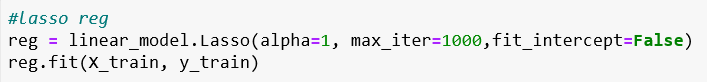 #lasso reg
reg = linear_model.Lasso(alpha=1, max_iter=1000,fit_intercept=False)
reg.fit(X_train, y_train)